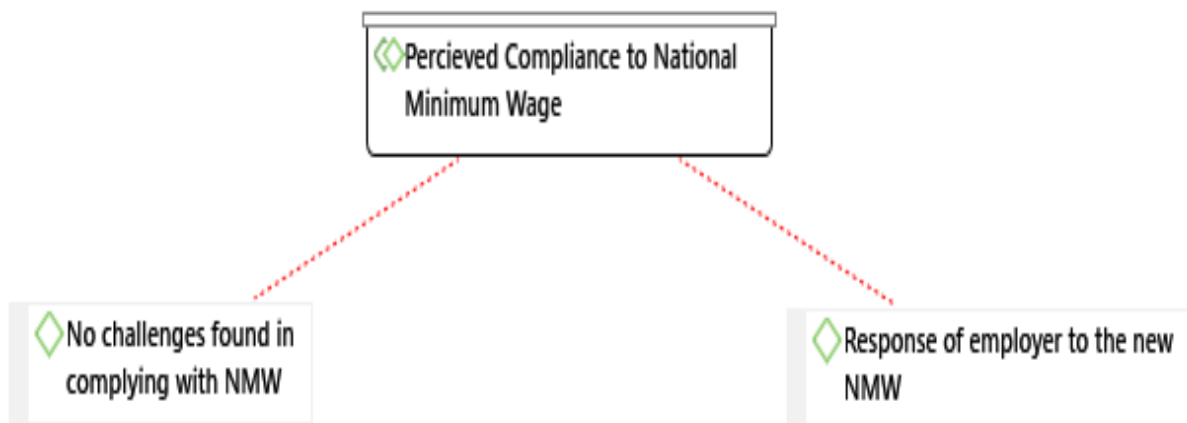 Percieved Compliance to National
Minimum Wage
No challenges found in
complying with NMW
Response of employer to the new
NMW